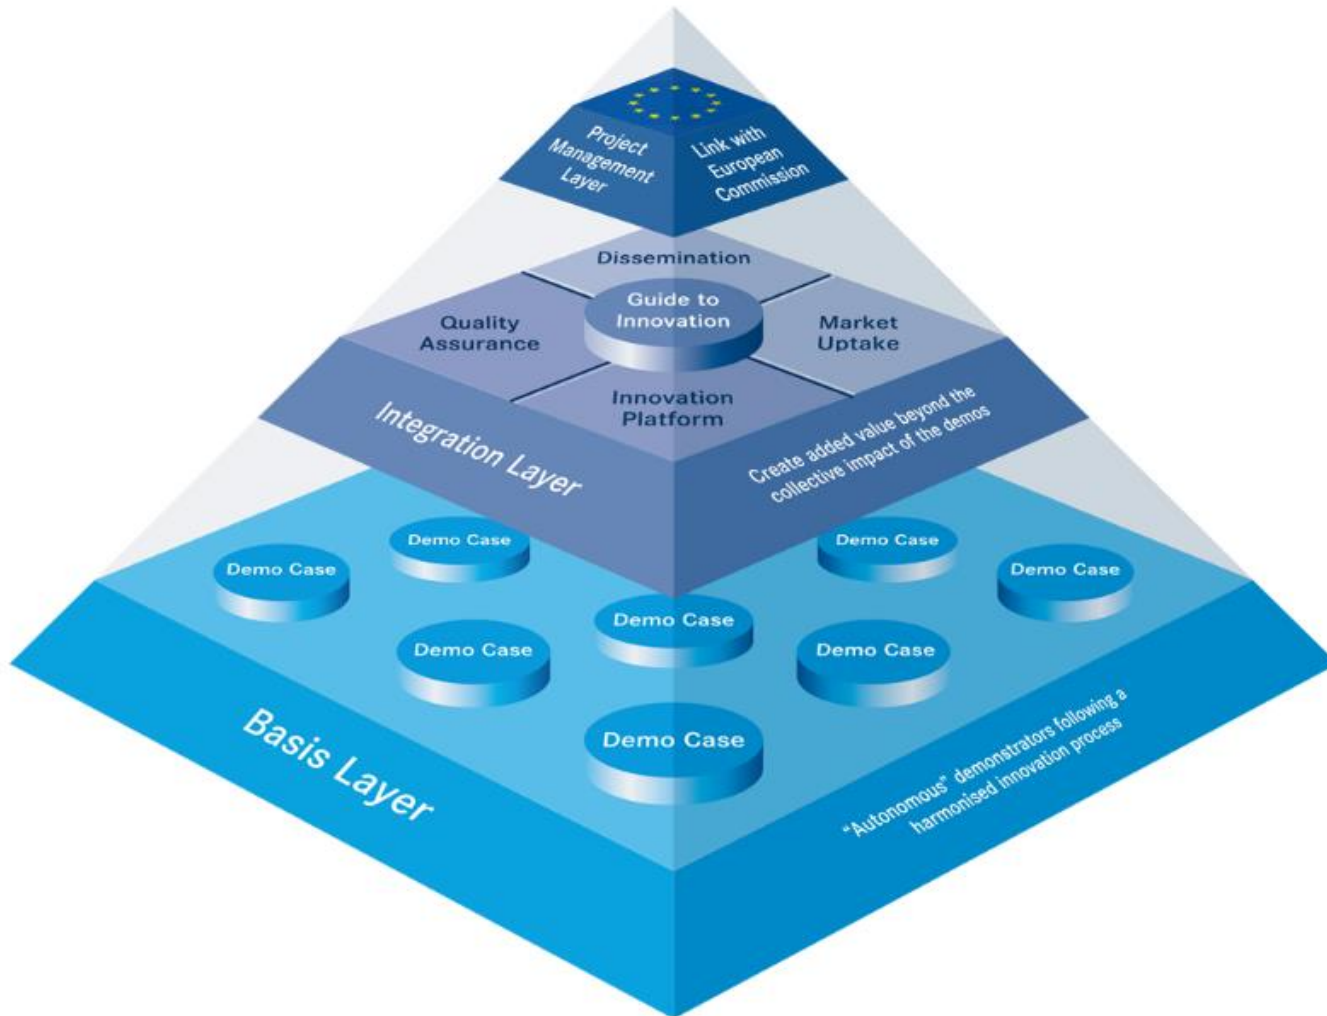 Project
Management
Layer
Link with
European
Commission
Dissemination
Guide to
Innovation
Quality
Assurance
Market
Uptake
Innovation
Platform
Integration Layer
Create added value beyond the
collective impact of the demos
Demo Case
Demo Case
Demo Case
Demo Case
Demo Case
Demo Case
Demo Case
Demo Case
Basis Layer
"Autonomous" demonstrators following a
harmonised innovation process